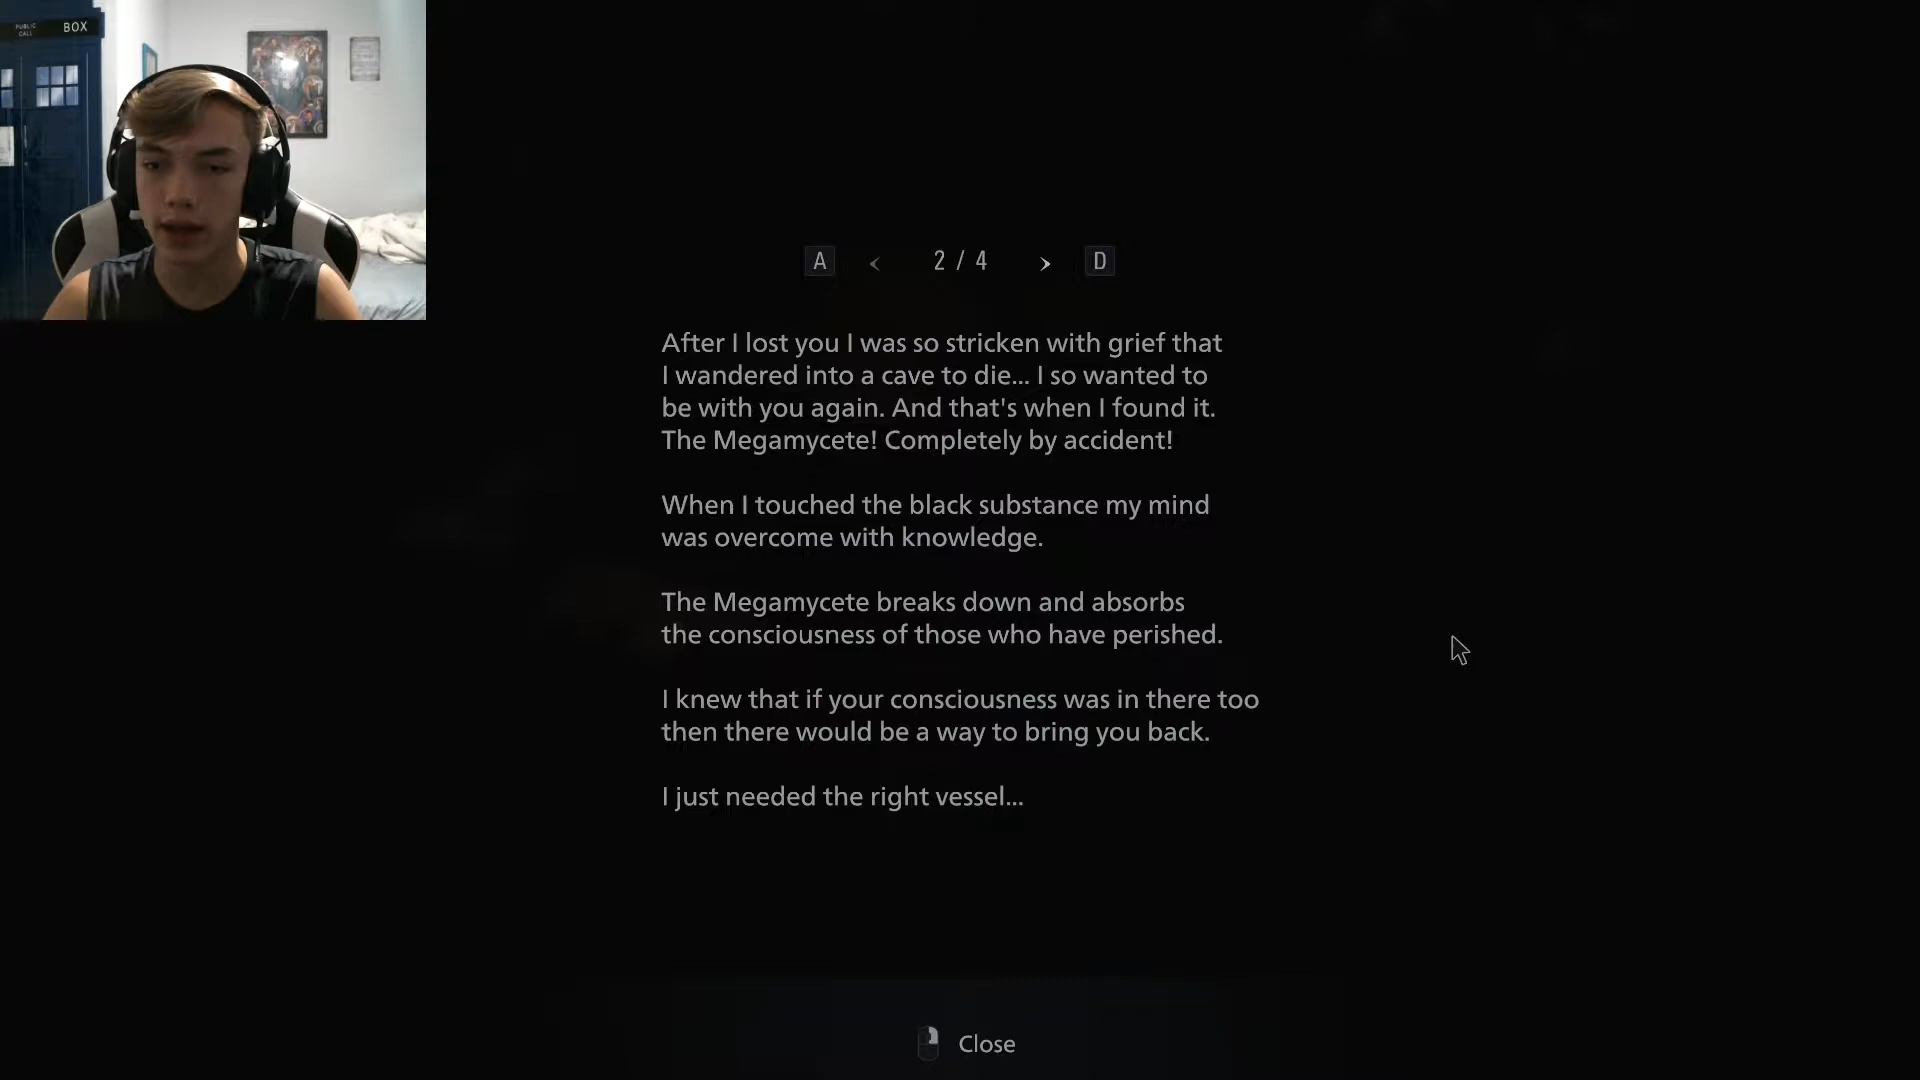 PUBLIC
CALL
BOX
A < 2 / 4 > D
After I lost you I was so stricken with grief that
I wandered into a cave to die... I so wanted to
be with you again. And that's when I found it.
The Megamycete! Completely by accident!
When I touched the black substance my mind
was overcome with knowledge.
The Megamycete breaks down and absorbs
the consciousness of those who have perished.
I knew that if your consciousness was in there too
then there would be a way to bring you back.
I just needed the right vessel...
Close